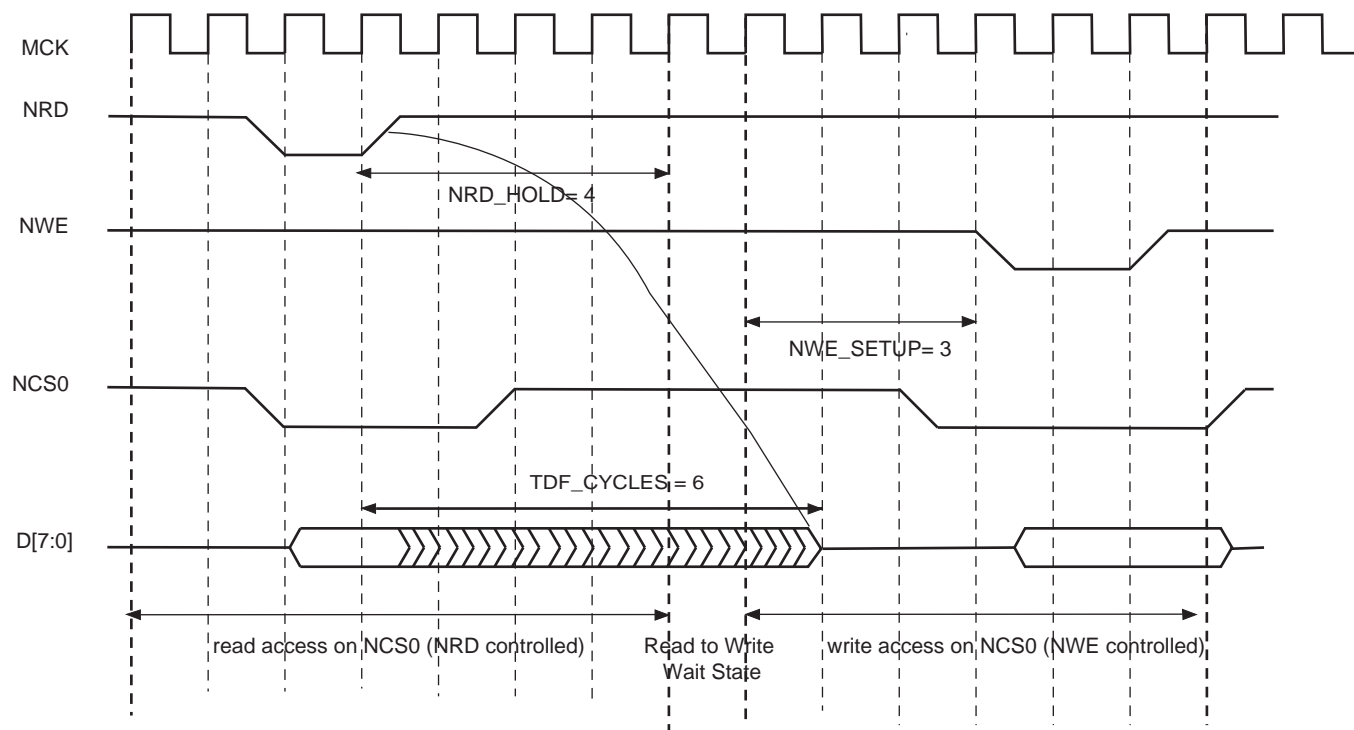 MCK
NRD
NRD_HOLD= 4
NWE
NWE_SETUP= 3
NCS0
TDF_CYCLES = 6
D[7:0]
read access on NCS0 (NRD controlled)
Read to Write
Wait State
write access on NCS0 (NWE controlled)